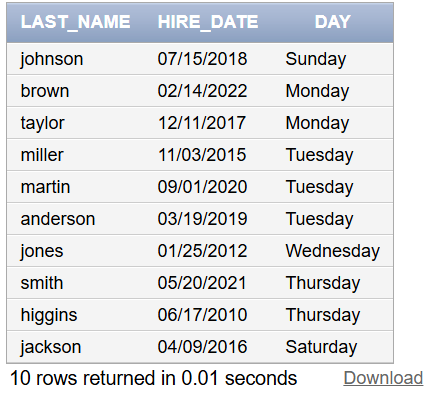 LAST_NAME HIRE_DATE DAY
johnson 07/15/2018 Sunday
brown 02/14/2022 Monday
taylor 12/11/2017 Monday
miller 11/03/2015 Tuesday
martin 09/01/2020 Tuesday
anderson 03/19/2019 Tuesday
jones 01/25/2012 Wednesday
smith 05/20/2021 Thursday
higgins 06/17/2010 Thursday
jackson 04/09/2016 Saturday
10 rows returned in 0.01 seconds Download